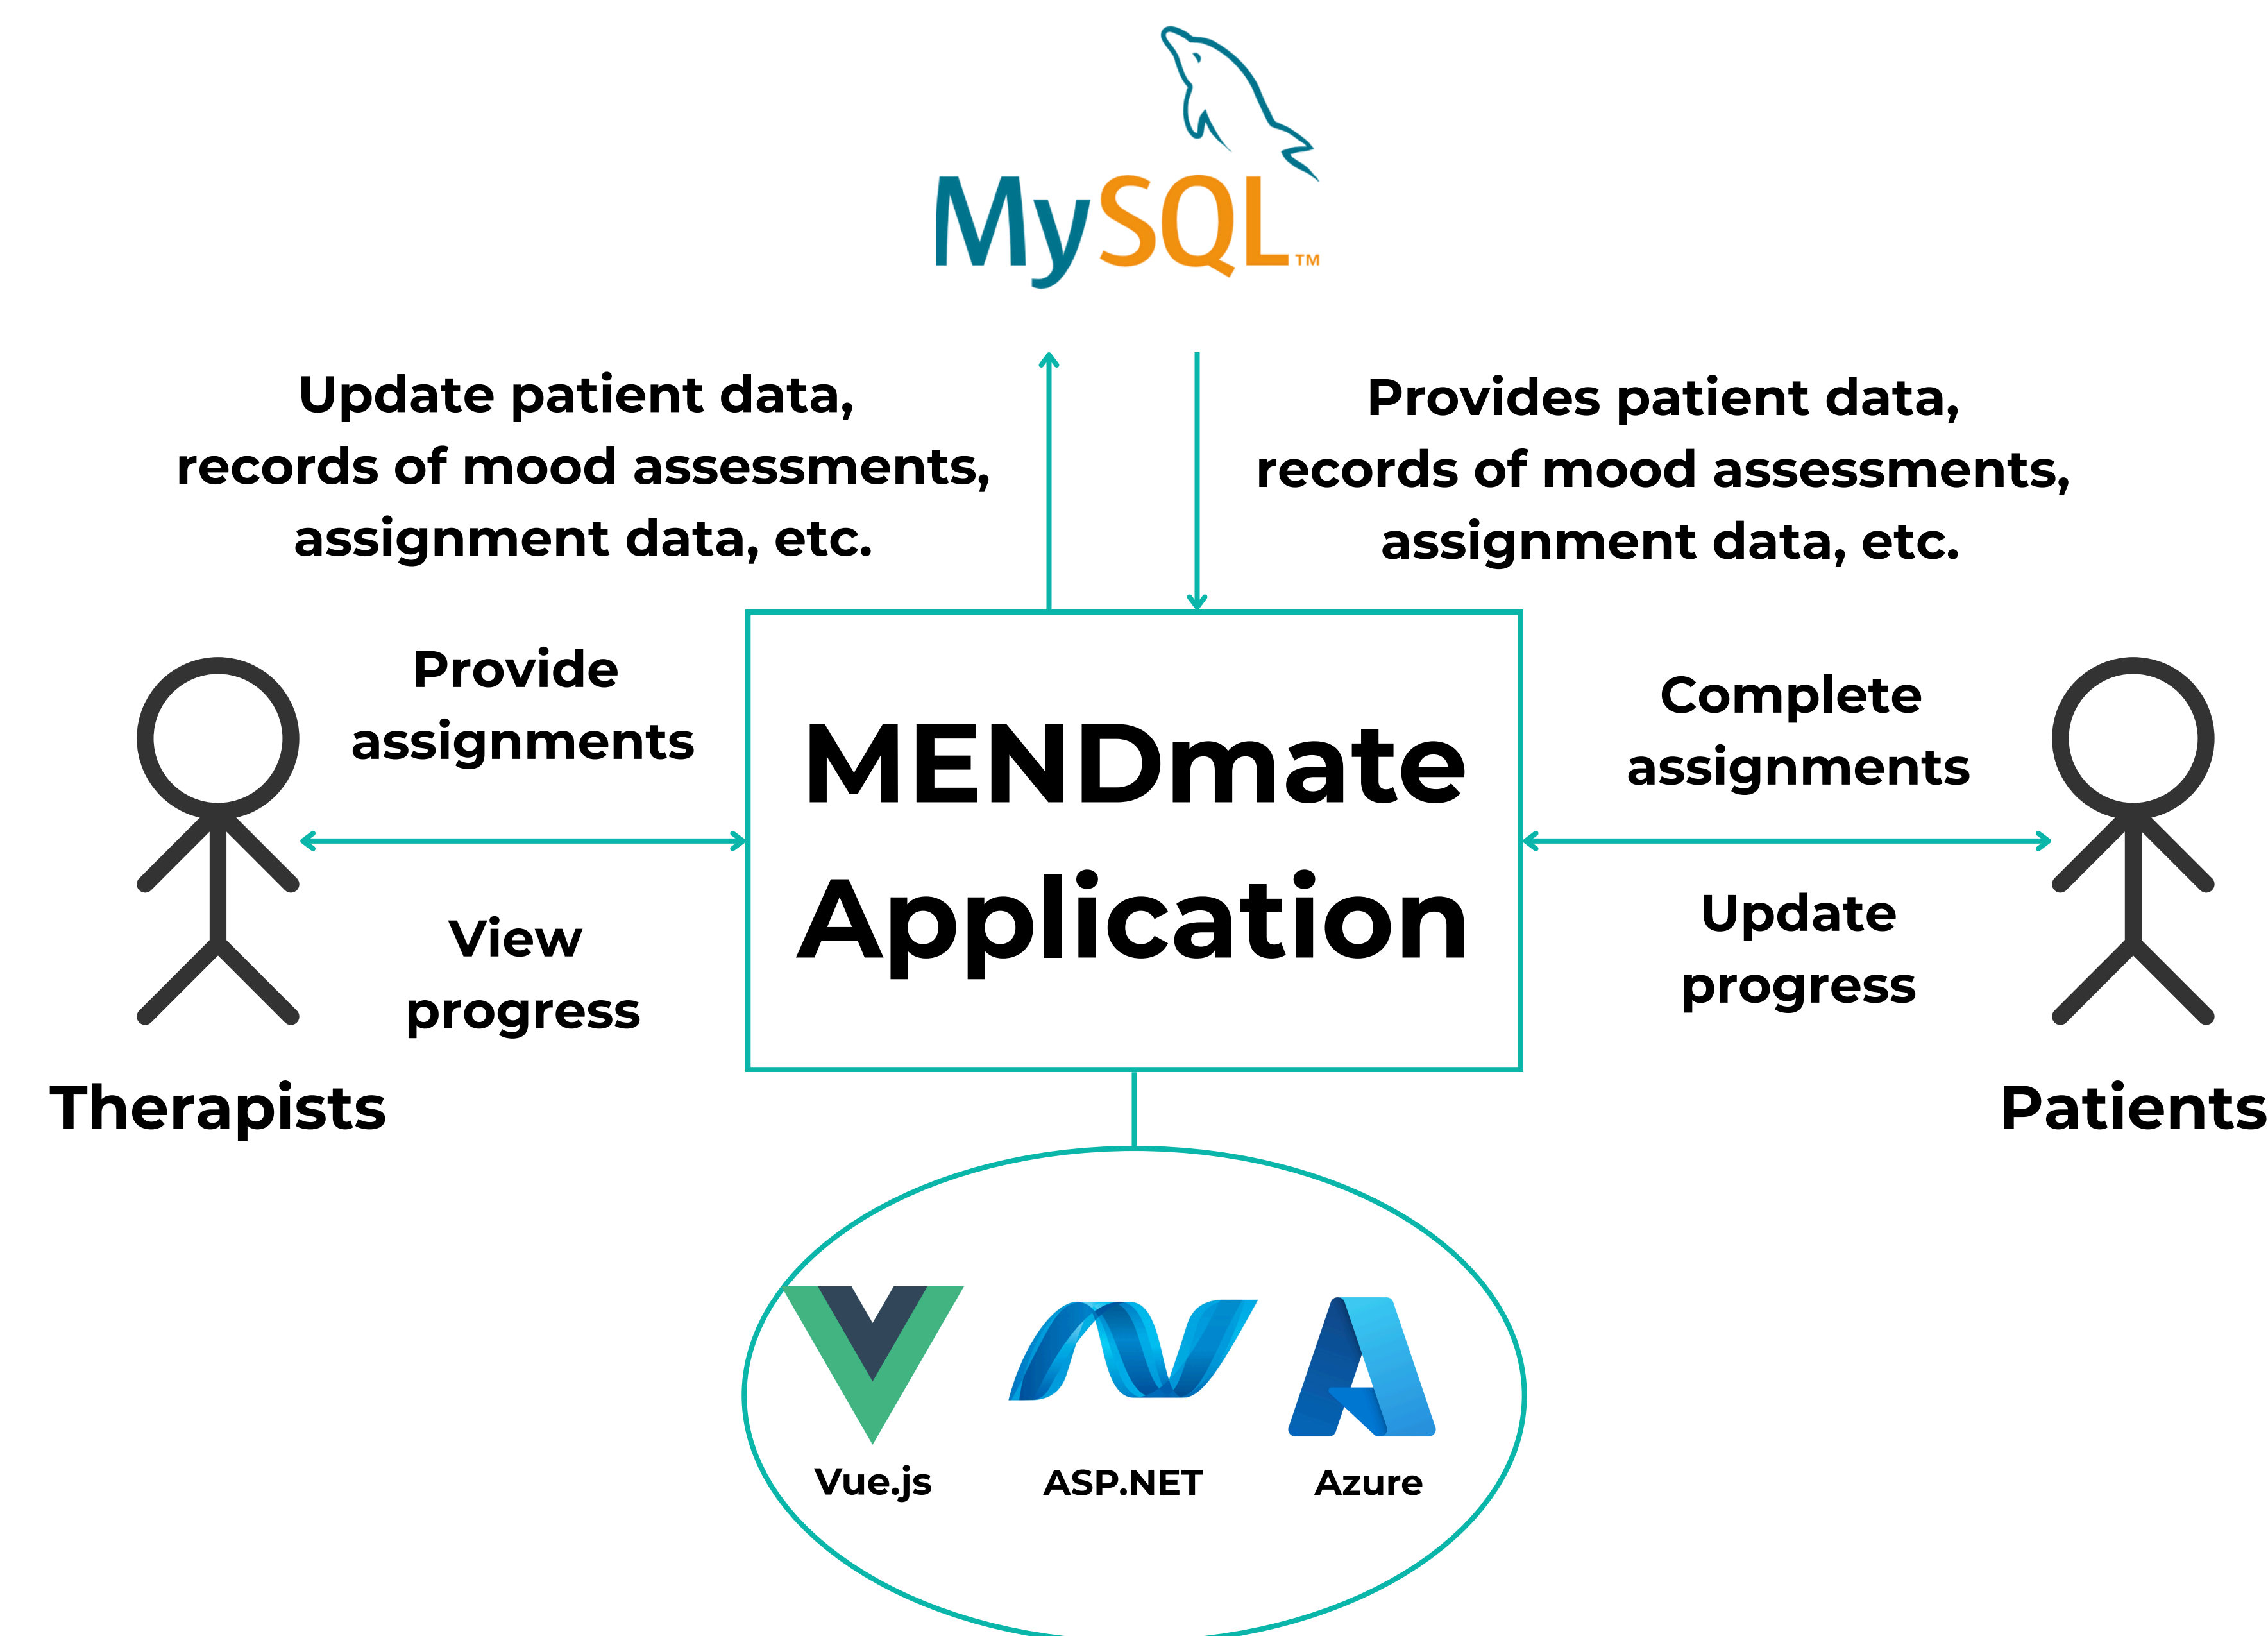 MySQL™
Update patient data,
records of mood assessments,
assignment data, etc.
Provides patient data,
records of mood assessments,
assignment data, etc.
Provide
assignments
View
progress
Therapists
MENDmate
Application
Complete
assignments
Update
progress
Patients
Vue.js
ASP.NET
Azure